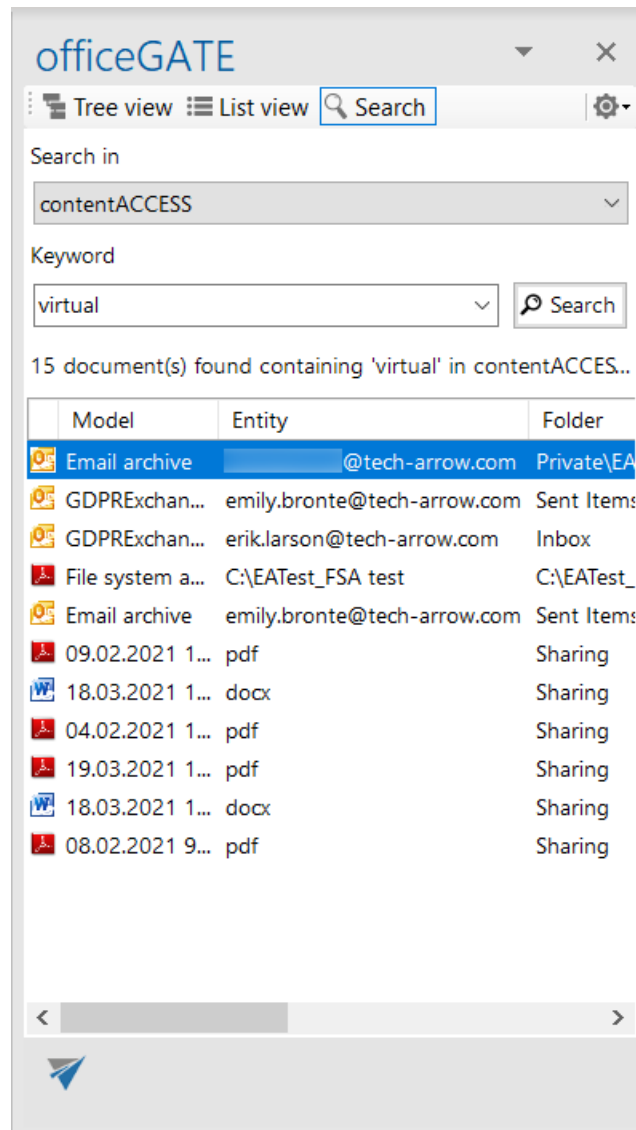 officeGATE
Tree view List view Search
Search in
contentACCESS
Keyword
virtual Search
15 document(s) found containing 'virtual' in contentACCES...
Model Entity Folder
Email archive @tech-arrow.com Private\EA
GDPRExchan... emily.bronte@tech-arrow.com Sent Items
GDPRExchan... erik.larson@tech-arrow.com Inbox
File system a... C:\EATest_FSA test C:\EATest_
Email archive emily.bronte@tech-arrow.com Sent Items
09.02.2021 1... pdf Sharing
18.03.2021 1... docx Sharing
04.02.2021 1... pdf Sharing
19.03.2021 1... pdf Sharing
18.03.2021 1... docx Sharing
08.02.2021 9... pdf Sharing